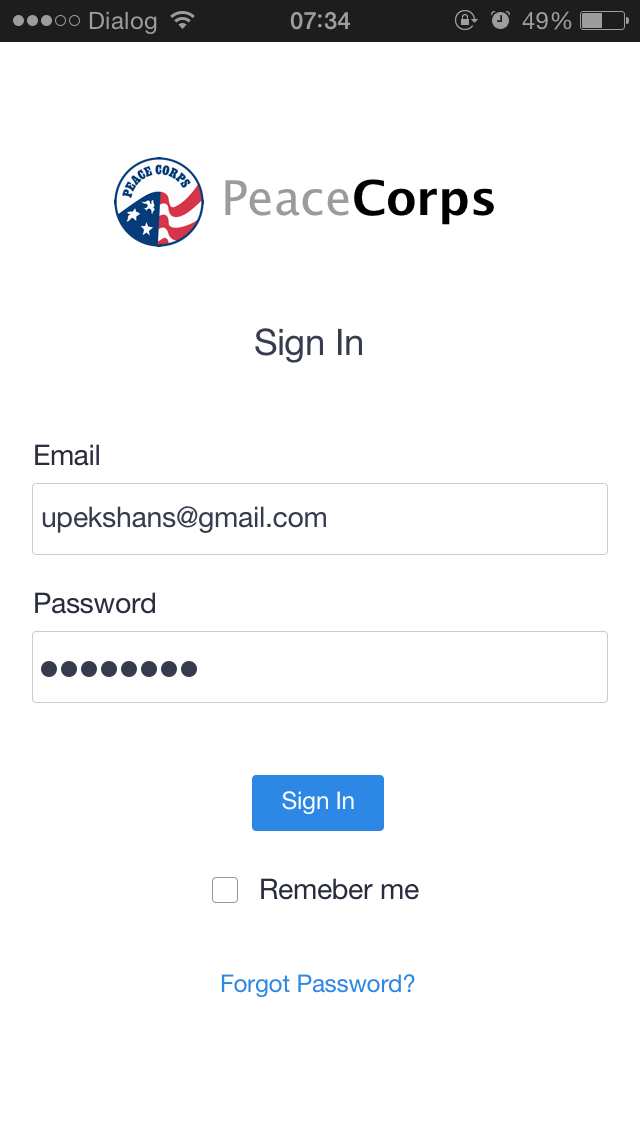 Dialog 07:34 49%
PEACE CORPS
PeaceCorps
Sign In
Email
upekshans@gmail.com
Password
Sign In
Remeber me
Forgot Password?